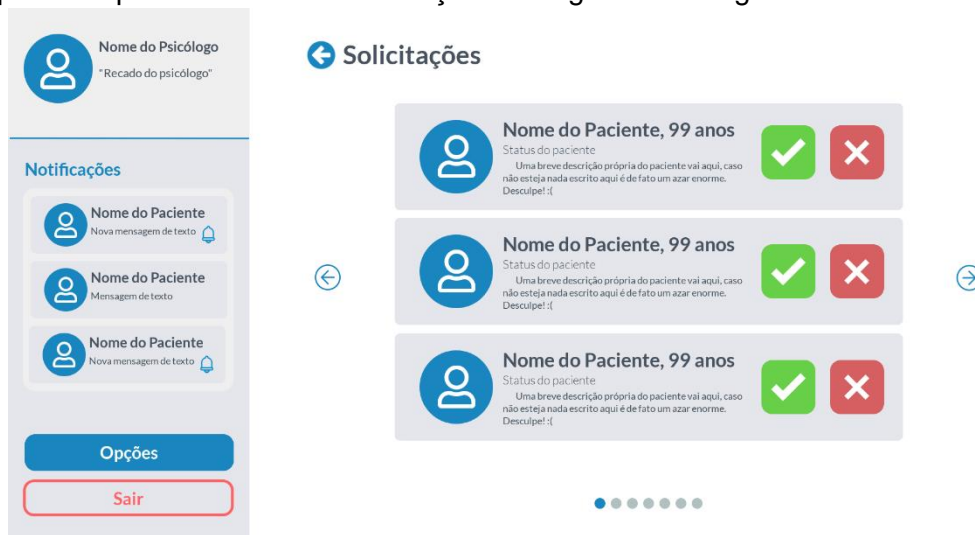 Nome do Psicólogo
"Recado do psicólogo"
Notificações
Nome do Paciente
Nova mensagem de texto
Nome do Paciente
Mensagem de texto
Nome do Paciente
Nova mensagem de texto
Opções
Sair
Solicitações
Nome do Paciente, 99 anos
Status do paciente
Uma breve descrição própria do paciente vai aqui, caso
não esteja nada escrito aqui é de fato um azar enorme.
Desculpe! :(
Nome do Paciente, 99 anos
Status do paciente
Uma breve descrição própria do paciente vai aqui, caso
não esteja nada escrito aqui é de fato um azar enorme.
Desculpe! :(
Nome do Paciente, 99 anos
Status do paciente
Uma breve descrição própria do paciente vai aqui, caso
não esteja nada escrito aqui é de fato um azar enorme.
Desculpe! :(